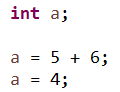 int a;
a = 5 + 6;
a = 4;